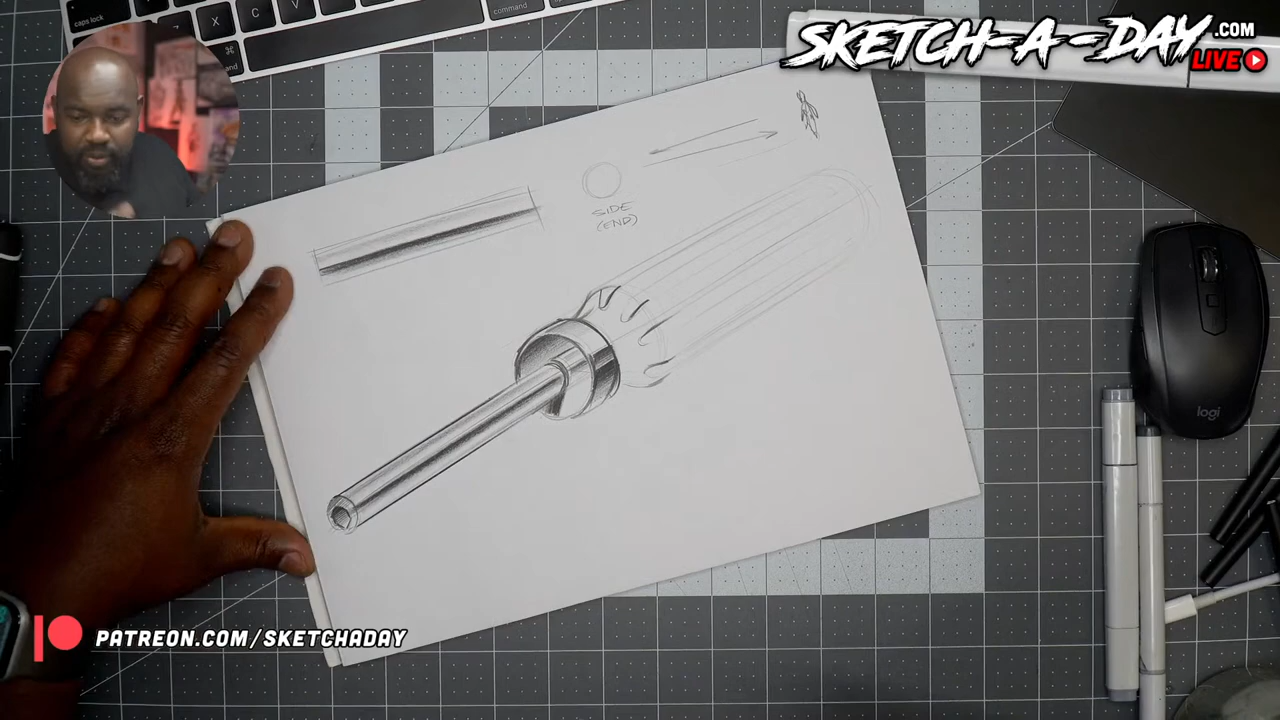 caps lock
X
C
V
⌘
command
SKETCH-A-DAY.COM
LIVE
SIDE
(END)
logi
PATREON.COM/SKETCHADAY